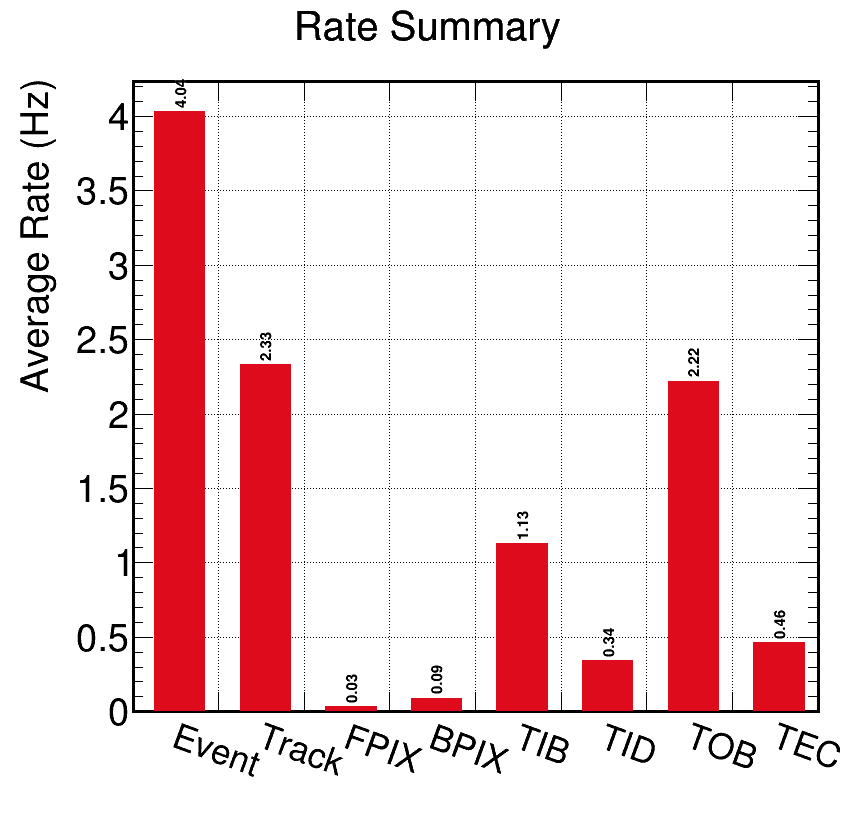 Rate Summary
Average Rate (Hz)
4
3.5
3
2.5
2
1.5
1
0.5
0
4.04
2.33
0.03
0.09
1.13
0.34
2.22
0.46
Event
Track
FPIX
BPIX
TIB
TID
TOB
TEC